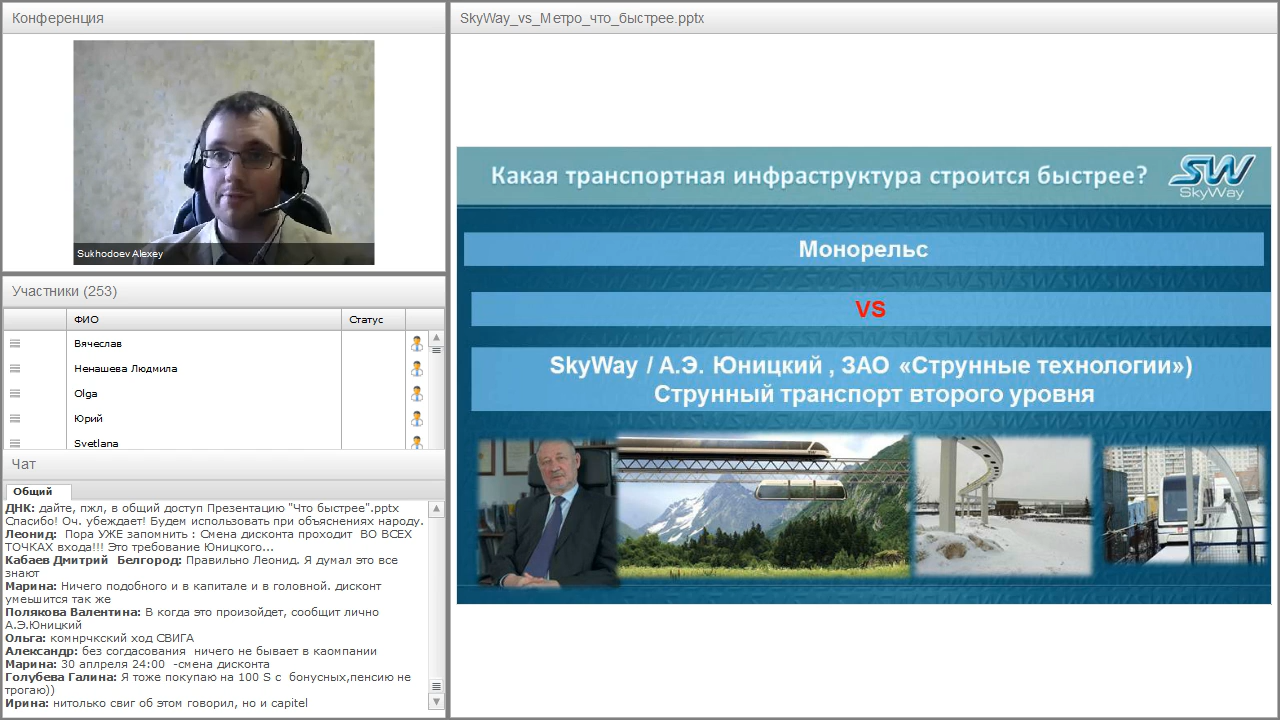 Конференция
Sukhodoev Alexey
Участники (253)
ФИО Статус
Вячеслав
Ненашева Людмила
Olga
Юрий
Svetlana
Чат
Общий
ДНК: дайте, пжл, в общий доступ Презентацию "Что быстрее".pptx
Спасибо! Оч. убеждает! Будем использовать при объяснениях народу.
Леонид: Пора УЖЕ запомнить : Смена дисконта проходит ВО ВСЕХ
ТОЧКАХ входа!!! Это требование Юницкого...
Кабаев Дмитрий Белгород: Правильно Леонид. Я думал это все
знают
Марина: Ничего подобного и в капитале и в головной. дисконт
умеьшится так же
Полякова Валентина: В когда это произойдет, сообщит лично
А.Э.Юницкий
Ольга: комнрчкский ход СВИГА
Александр: без согдасования ничего не бывает в каомпании
Марина: 30 апреля 24:00 -смена дисконта
Голубева Галина: Я тоже покупаю на 100 S с бонусных,пенсию не
трогаю))
Ирина: нитолько свиг об этом говорил, но и capitel
SkyWay_vs_Метро_что_быстрее.pptx
Какая транспортная инфраструктура строится быстрее?
SW
SkyWay
Монорельс
VS
SkyWay / А.Э. Юницкий , ЗАО «Струнные технологии»)
Струнный транспорт второго уровня